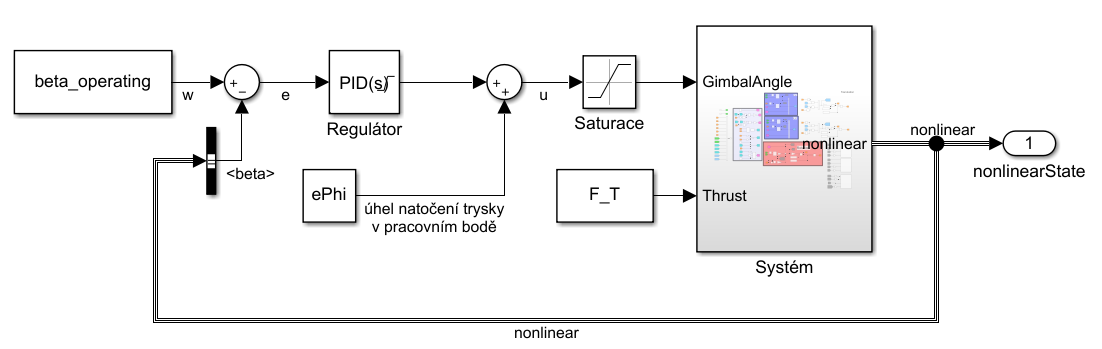 beta_operating
w
+
−
e
PID(s)
Regulátor
+
+
u
Saturace
GimbalAngle
nonlinear
Thrust
Systém
nonlinear
1
nonlinearState
<beta>
ePhi
úhel natočení trysky
v pracovním bodě
F_T
nonlinear